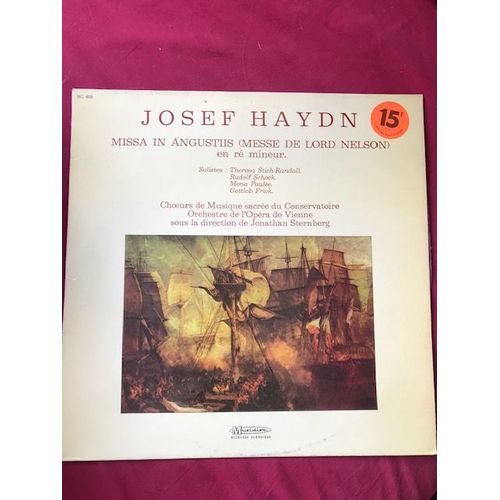 JOSEF HAYDN
15F
MISSA IN ANGUSTIIS (MESSE DE LORD NELSON)
en ré mineur.
Solistes : Theresa Stich-Randall.
Rudolf Schock.
Mona Paulee.
Gottlob Frick.
Chœurs de Musique sacrée du Conservatoire
Orchestre de l'Opéra de Vienne
sous la direction de Jonathan Sternberg
Musidisc